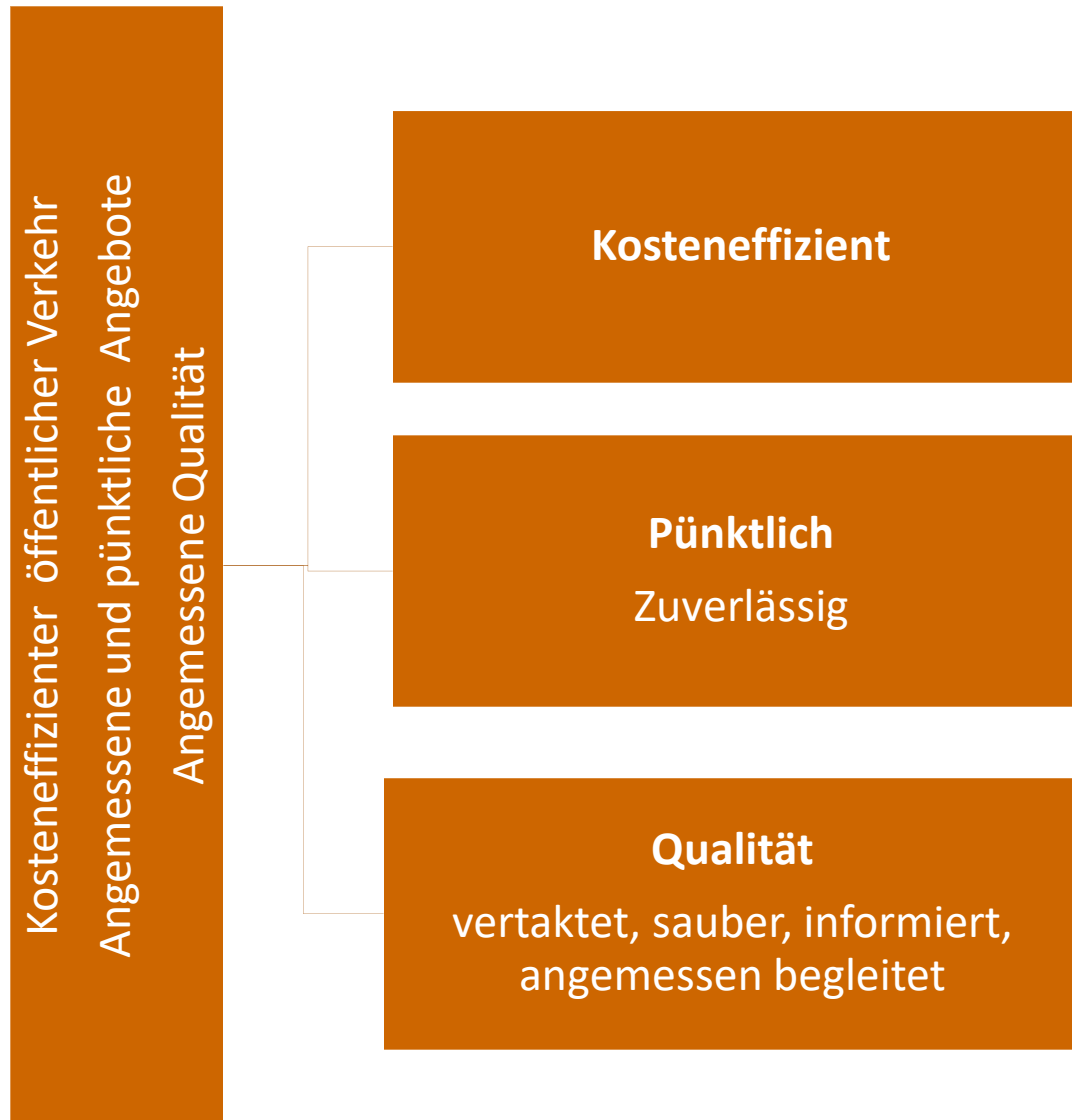 Kosteneffizienter öffentlicher Verkehr
Angemessene und pünktliche Angebote
Angemessene Qualität
Kosteneffizient
Pünktlich
Zuverlässig
Qualität
vertaktet, sauber, informiert,
angemessen begleitet